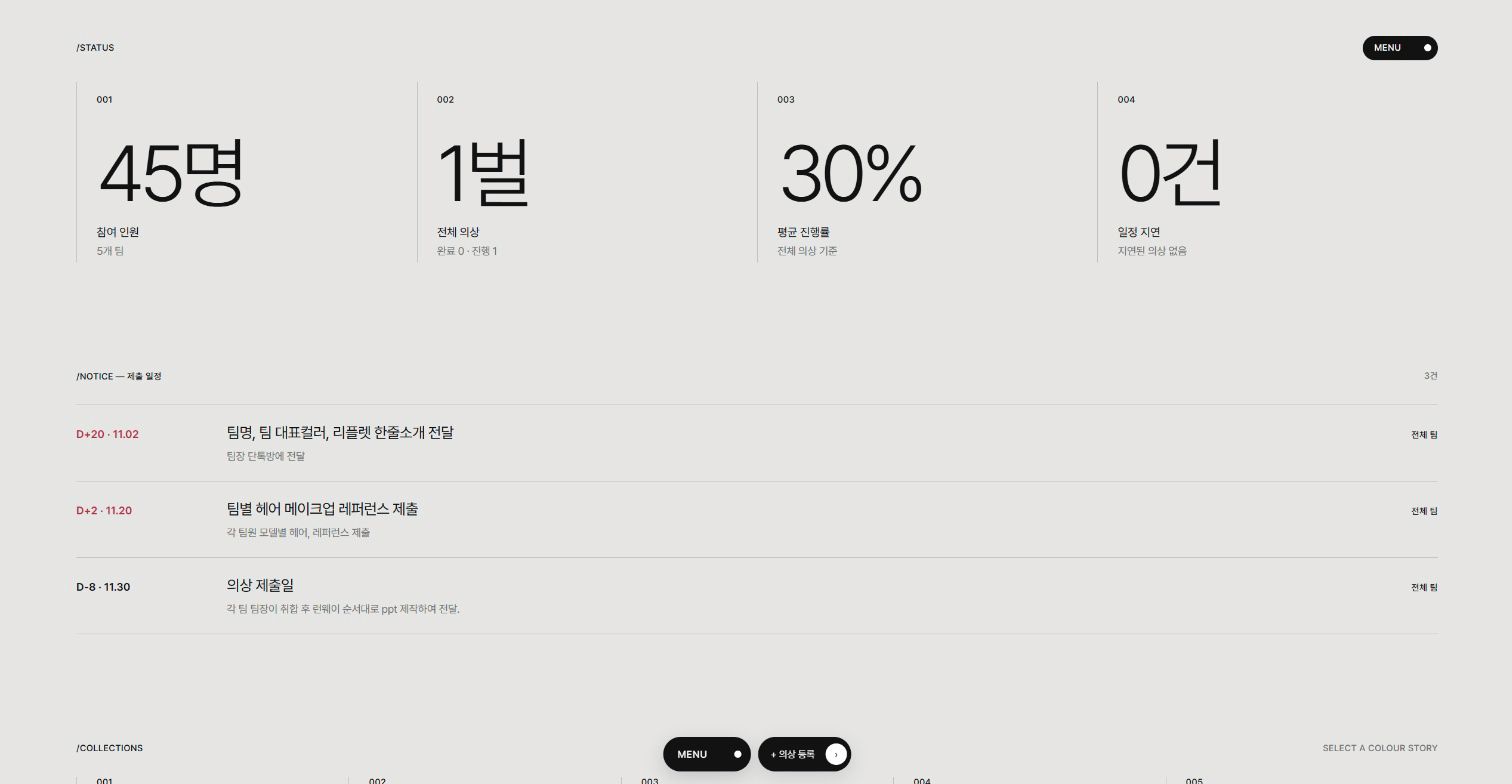 /STATUS
MENU
001
45명
참여 인원
5개 팀
002
1벌
전체 의상
완료 0 · 진행 1
003
30%
평균 진행률
전체 의상 기준
004
0건
일정 지연
지연된 의상 없음
/NOTICE — 제출 일정
3건
D+20 · 11.02
팀명, 팀 대표컬러, 리플렛 한줄소개 전달
팀장 단톡방에 전달
전체 팀
D+2 · 11.20
팀별 헤어 메이크업 레퍼런스 제출
각 팀원 모델별 헤어, 레퍼런스 제출
전체 팀
D-8 · 11.30
의상 제출일
각 팀 팀장이 취합 후 런웨이 순서대로 ppt 제작하여 전달.
전체 팀
/COLLECTIONS
MENU
+ 의상 등록
›
SELECT A COLOUR STORY
001
002
003
004
005